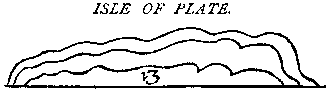 ISLE OF PLATE.
13